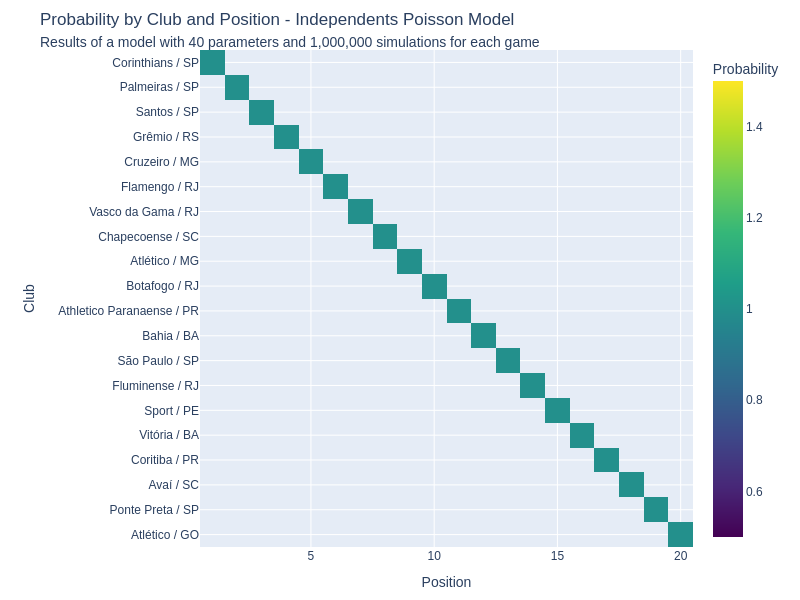 Probability by Club and Position - Independents Poisson Model
Results of a model with 40 parameters and 1,000,000 simulations for each game
Probability
Corinthians / SP
Palmeiras / SP
Santos / SP
Grêmio / RS
Cruzeiro / MG
Flamengo / RJ
Vasco da Gama / RJ
Chapecoense / SC
Atlético / MG
Botafogo / RJ
Athletico Paranaense / PR
Bahia / BA
São Paulo / SP
Fluminense / RJ
Sport / PE
Vitória / BA
Coritiba / PR
Avaí / SC
Ponte Preta / SP
Atlético / GO
Club
5
10
15
20
Position
1.4
1.2
1
0.8
0.6